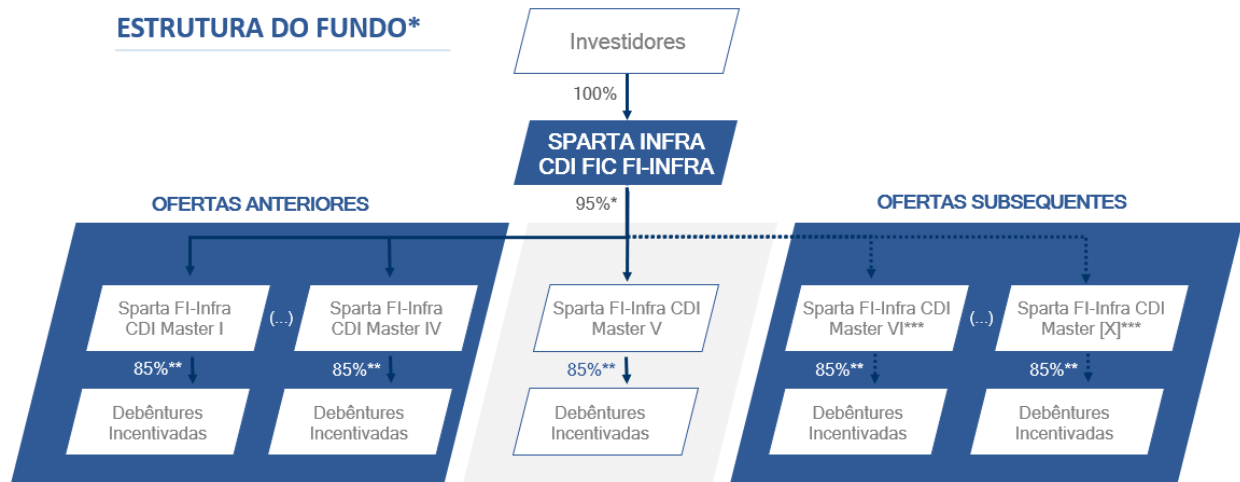 ESTRUTURA DO FUNDO*
Investidores
100%
SPARTA INFRA
CDI FIC FI-INFRA
95%*
OFERTAS ANTERIORES
OFERTAS SUBSEQUENTES
Sparta FI-Infra
CDI Master I
(...)
Sparta FI-Infra
CDI Master IV
Sparta FI-Infra CDI
Master V
Sparta FI-Infra CDI
Master VI***
(...)
Sparta FI-Infra CDI
Master [X]***
85%**
85%**
85%**
85%**
85%**
Debêntures
Incentivadas
Debêntures
Incentivadas
Debêntures
Incentivadas
Debêntures
Incentivadas
Debêntures
Incentivadas